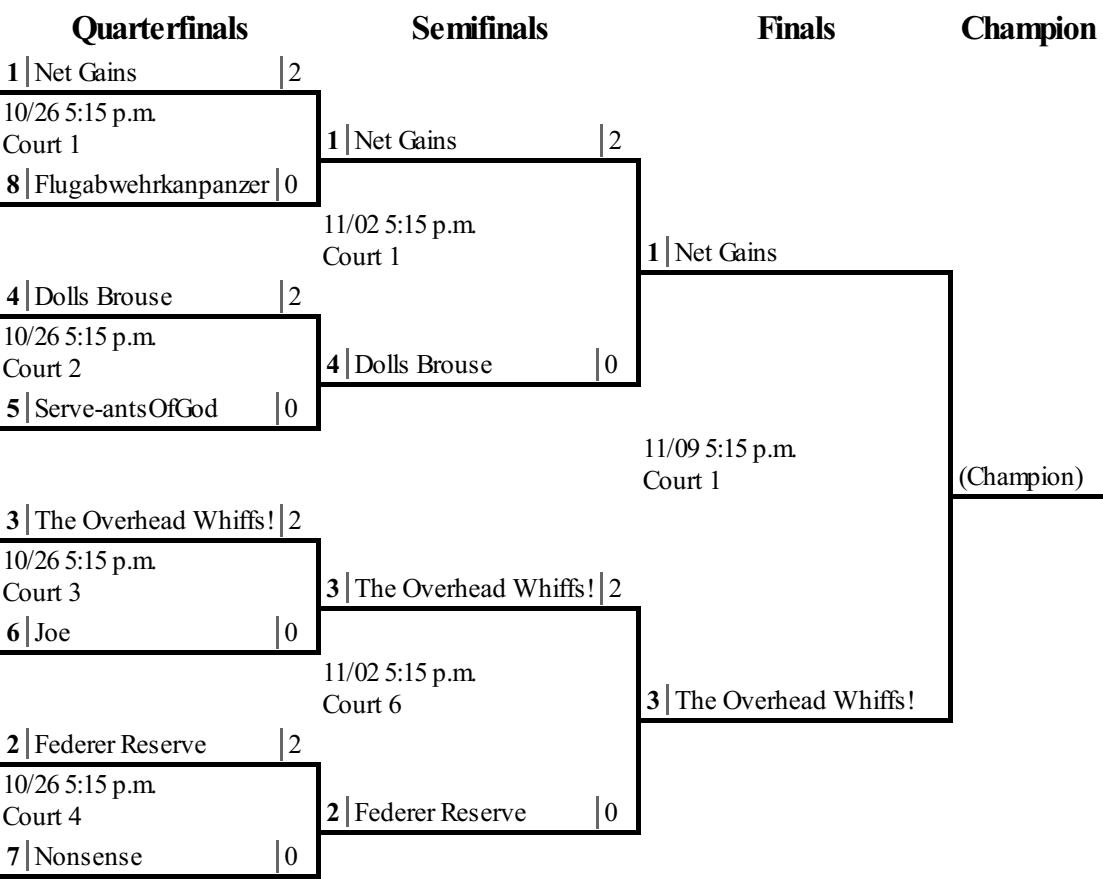 Quarterfinals Semifinals Finals Champion
1 Net Gains 2
10/26 5:15 p.m.
Court 1
8 Flugabwehrkanpanzer 0
4 Dolls Brouse 2
10/26 5:15 p.m.
Court 2
5 Serve-antsOfGod 0
3 The Overhead Whiffs! 2
10/26 5:15 p.m.
Court 3
6 Joe 0
2 Federer Reserve 2
10/26 5:15 p.m.
Court 4
7 Nonsense 0
1 Net Gains 2
11/02 5:15 p.m.
Court 1
4 Dolls Brouse 0
3 The Overhead Whiffs! 2
11/02 5:15 p.m.
Court 6
2 Federer Reserve 0
1 Net Gains
11/09 5:15 p.m.
Court 1
3 The Overhead Whiffs!
(Champion)